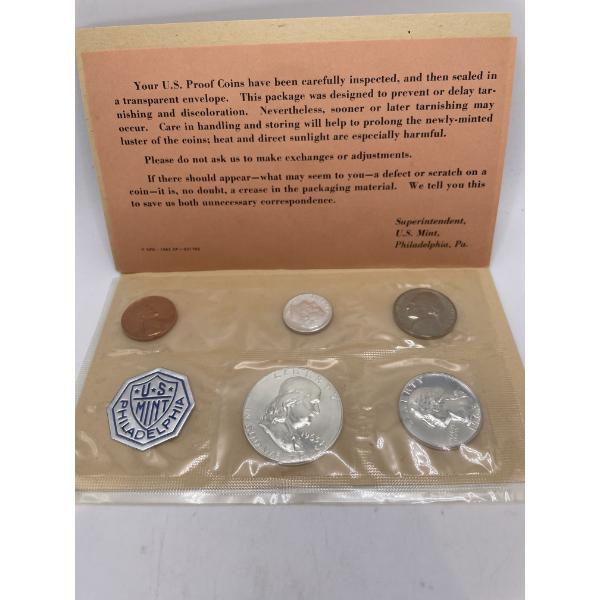 Your U.S. Proof Coins have been carefully inspected, and then sealed in
a transparent envelope. This package was designed to prevent or delay tar-
nishing and discoloration. Nevertheless, sooner or later tarnishing may
occur. Care in handling and storing will help to prolong the newly-minted
luster of the coins; heat and direct sunlight are especially harmful.
Please do not ask us to make exchanges or adjustments.
If there should appear—what may seem to you—a defect or scratch on a
coin—it is, no doubt, a crease in the packaging material. We tell you this
to save us both unnecessary correspondence.
Superintendent,
U.S. Mint,
Philadelphia, Pa.
U·S
MINT
PHILADELPHIA
LIBERTY
1963
LIBERTY